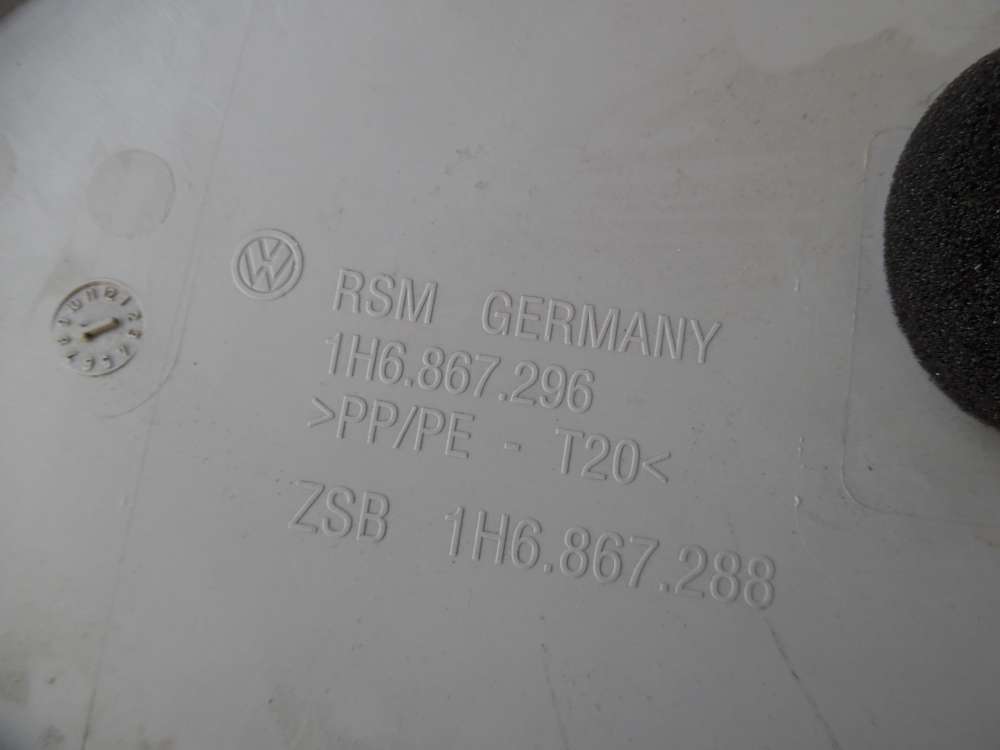 RSM GERMANY
1H6.867.296
>PP/PE - T20<
ZSB 1H6.867.288